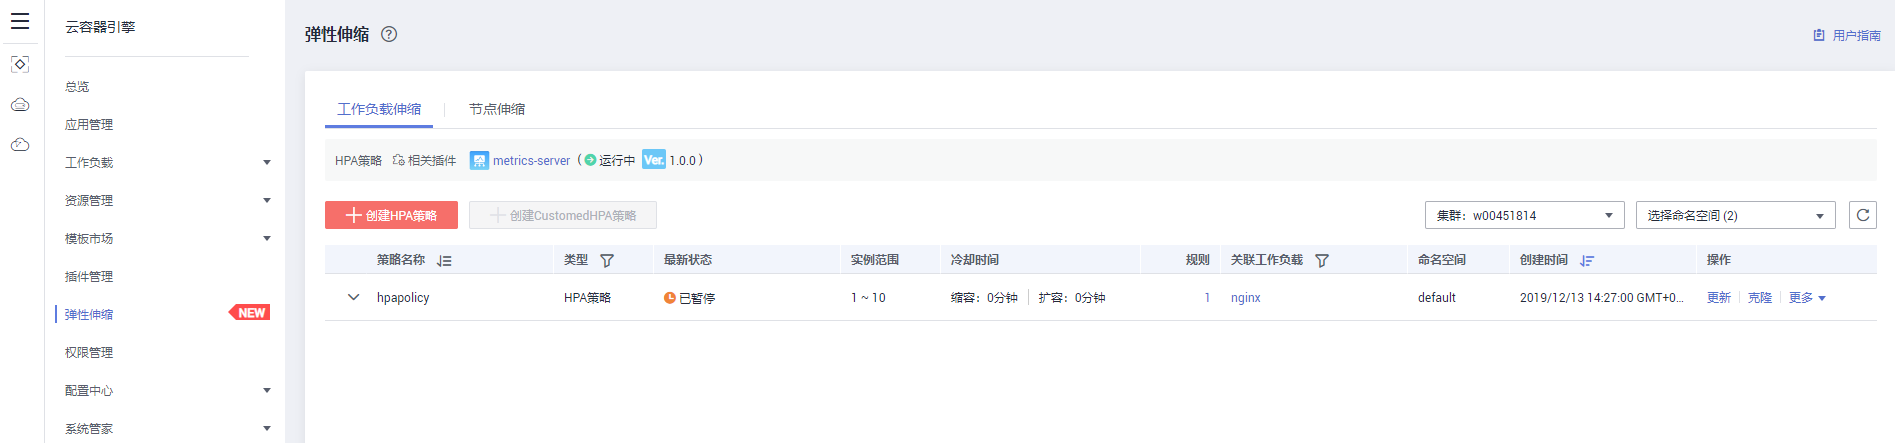 云容器引擎
总览
应用管理
工作负载
资源管理
模板市场
插件管理
弹性伸缩 NEW
权限管理
配置中心
系统管家
弹性伸缩 ?
用户指南
工作负载伸缩 节点伸缩
HPA策略 相关插件 metrics-server ( 运行中 Ver. 1.0.0 )
创建HPA策略 创建CustomedHPA策略 集群：w00451814 选择命名空间 (2)
策略名称 类型 最新状态 实例范围 冷却时间 规则 关联工作负载 命名空间 创建时间 操作
hpapolicy HPA策略 已暂停 1 ~ 10 缩容：0分钟 扩容：0分钟 1 nginx default 2019/12/13 14:27:00 GMT+0... 更新 克隆 更多